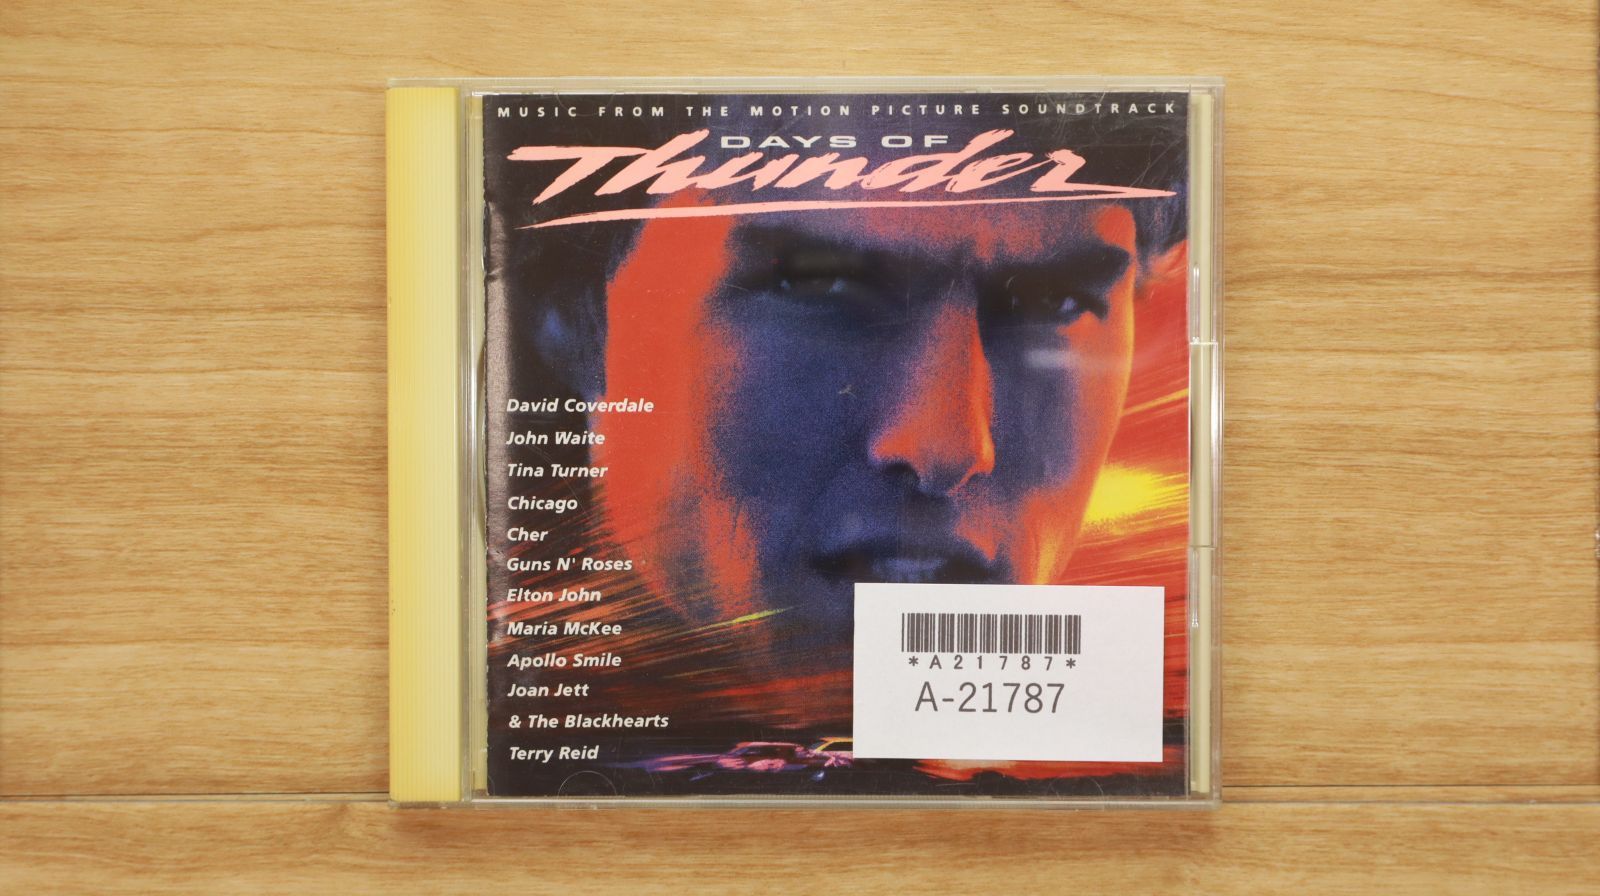 MUSIC FROM THE MOTION PICTURE SOUNDTRACK
DAYS OF
Thunder
David Coverdale
John Waite
Tina Turner
Chicago
Cher
Guns N' Roses
Elton John
Maria McKee
Apollo Smile
Joan Jett
& The Blackhearts
Terry Reid
*A21787*
A-21787